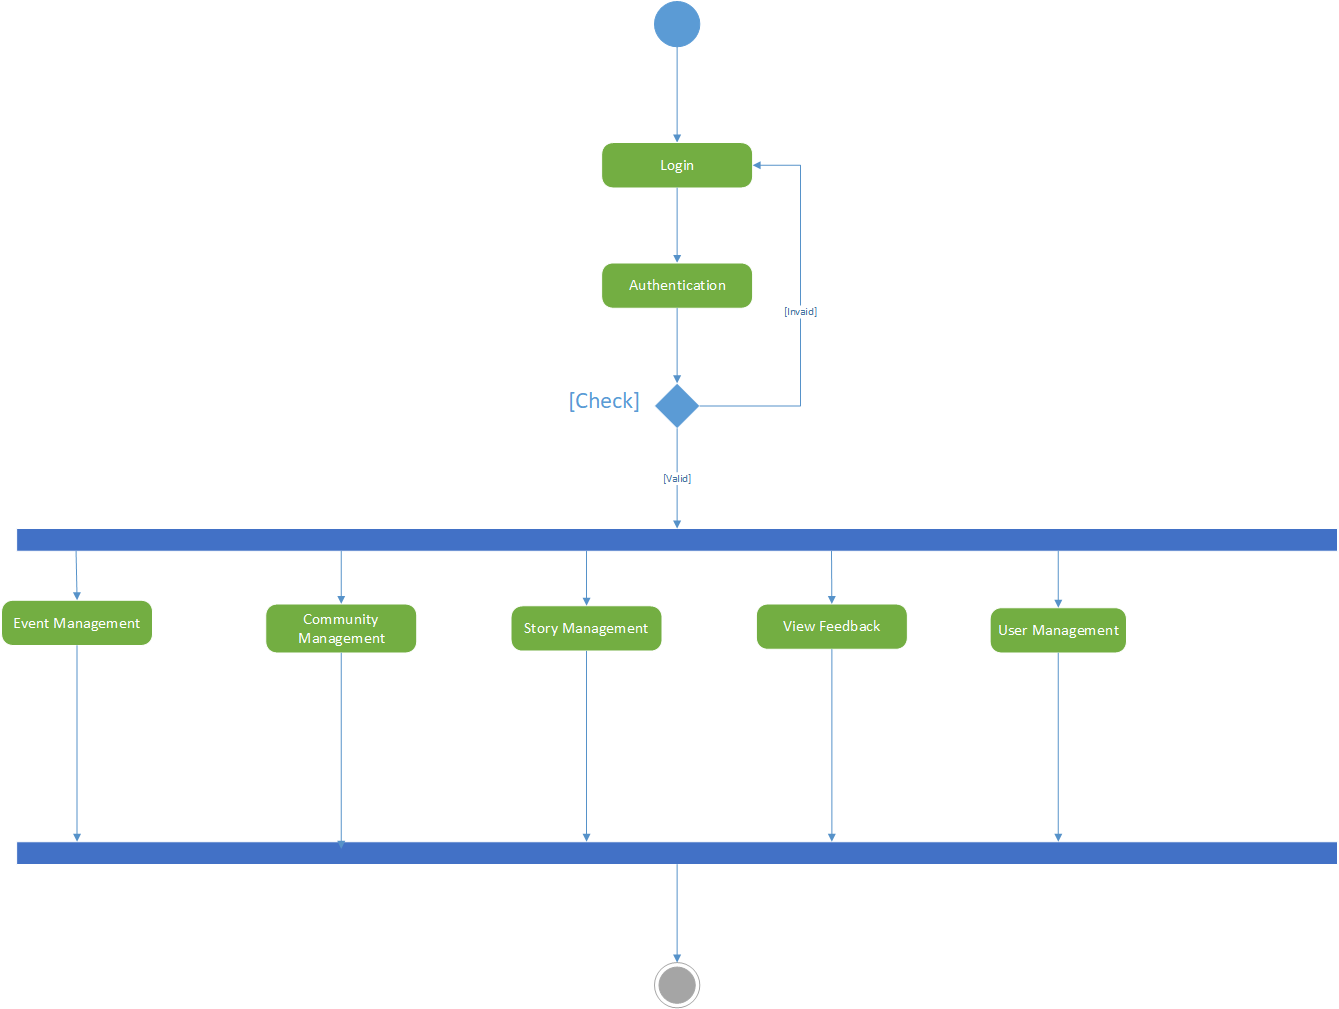 Login
Authentication
[Invaid]
[Check]
[Valid]
Event Management
Community
Management
Story Management
View Feedback
User Management